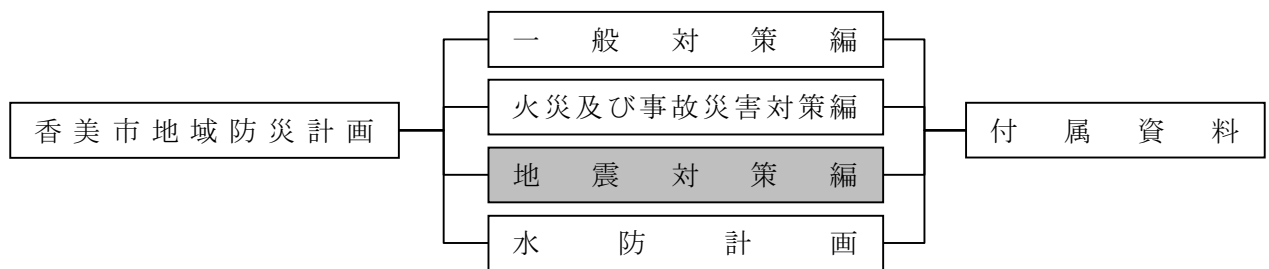 香美市地域防災計画
一般対策編
火災及び事故災害対策編
地震対策編
水防計画
付属資料